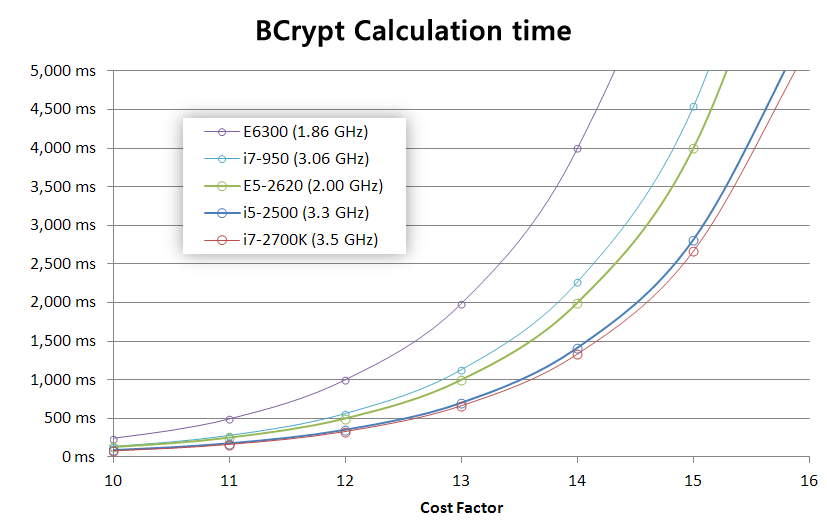 BCrypt Calculation time
5,000 ms
4,500 ms
4,000 ms
3,500 ms
3,000 ms
2,500 ms
2,000 ms
1,500 ms
1,000 ms
500 ms
0 ms
E6300 (1.86 GHz)
i7-950 (3.06 GHz)
E5-2620 (2.00 GHz)
i5-2500 (3.3 GHz)
i7-2700K (3.5 GHz)
10 11 12 13 14 15 16
Cost Factor